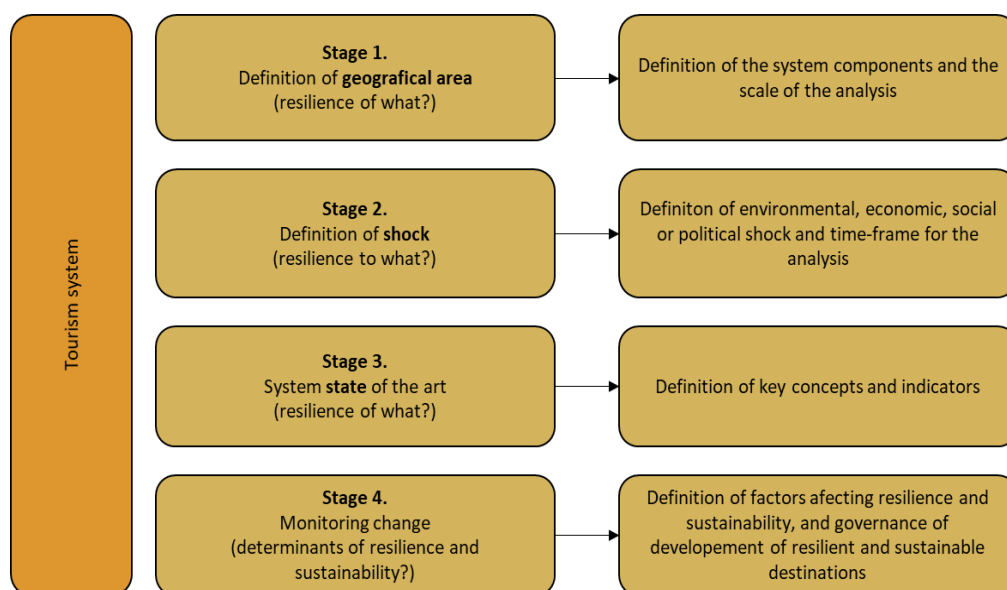 Tourism system
Stage 1.
Definition of geografical area
(resilience of what?)
Definition of the system components and the
scale of the analysis
Stage 2.
Definition of shock
(resilience to what?)
Definiton of environmental, economic, social
or political shock and time-frame for the
analysis
Stage 3.
System state of the art
(resilience of what?)
Definition of key concepts and indicators
Stage 4.
Monitoring change
(determinants of resilience and
sustainability?)
Definition of factors afecting resilience and
sustainability, and governance of
developement of resilient and sustainable
destinations